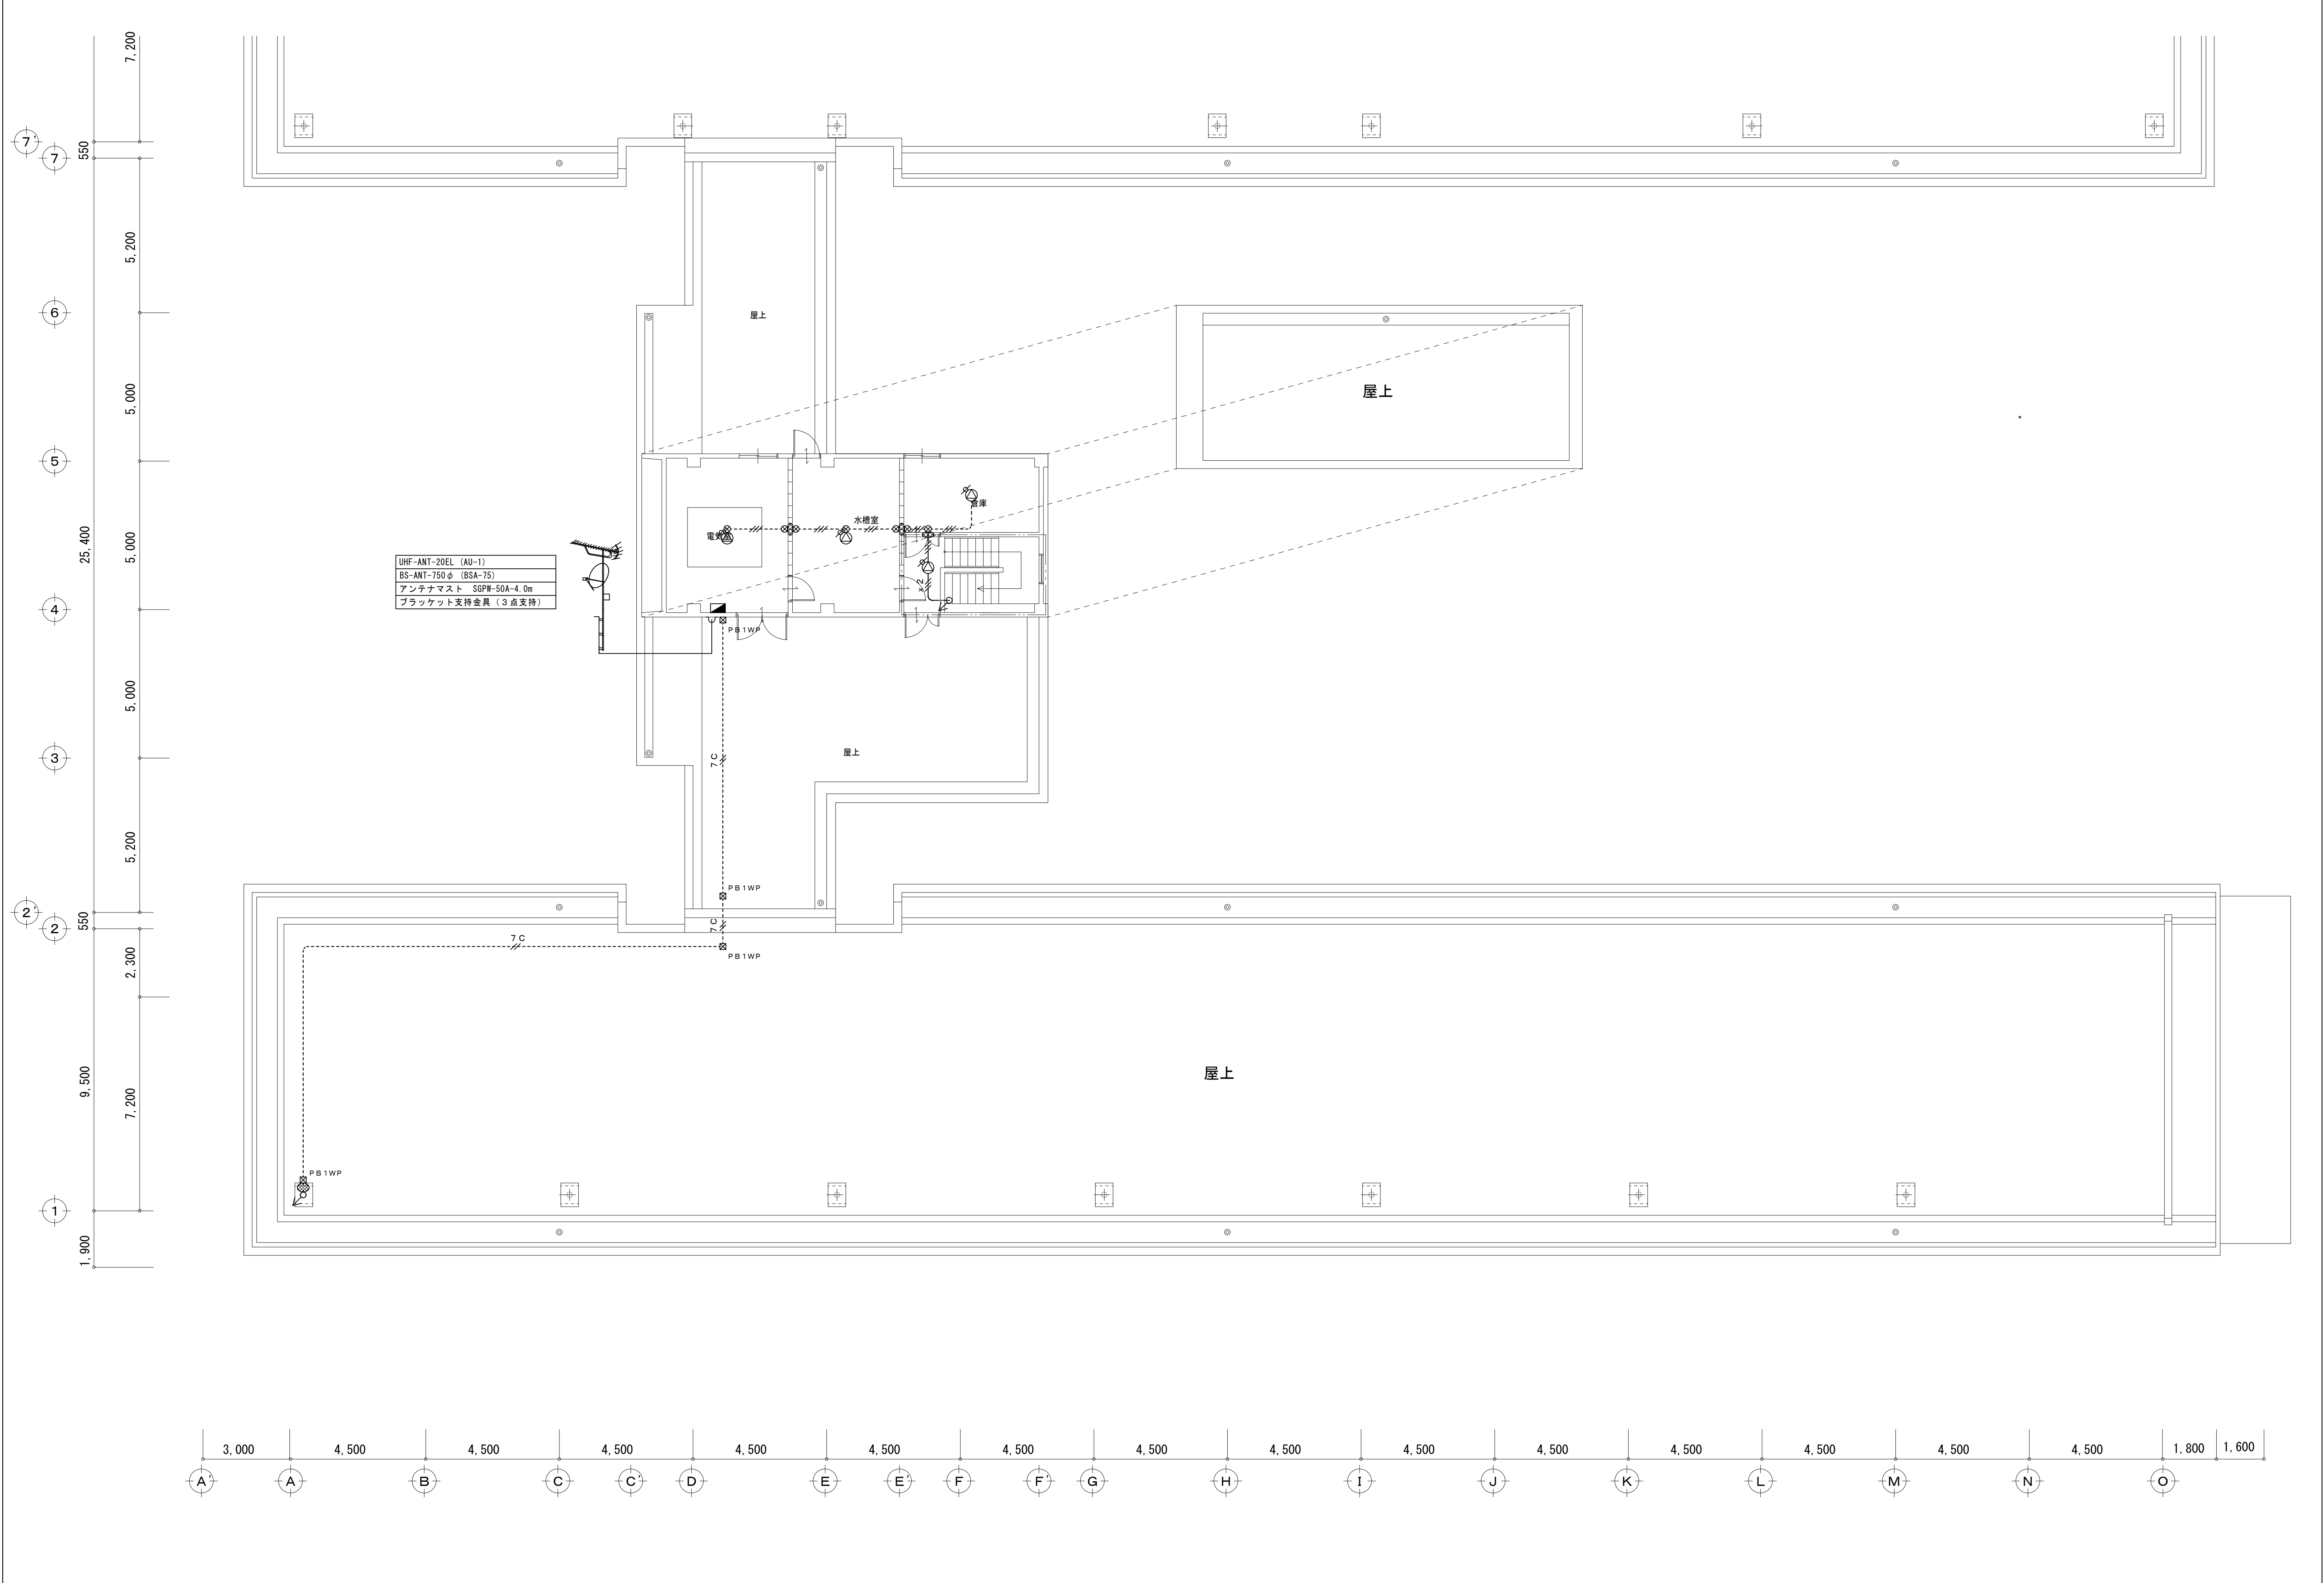 7,200
7'
550
7
5,200
6
屋上
5,000
屋上
5
倉庫
水槽室
25,400
5,000
UHF-ANT-20EL (AU-1)
BS-ANT-750φ (BSA-75)
アンテナマスト SGPW-50A-4.0m
ブラケット支持金具(3点支持)
×2
4
PB1WP
5,000
7C
屋上
3
5,200
PB1WP
2'
550
2
7C
7C
PB1WP
2,300
屋上
9,500
7,200
PB1WP
1
1,900
3,000 4,500 4,500 4,500 4,500 4,500 4,500 4,500 4,500 4,500 4,500 4,500 4,500 4,500 4,500 1,800 1,600
A' A B C C' D E E' F F' G H I J K L M N O